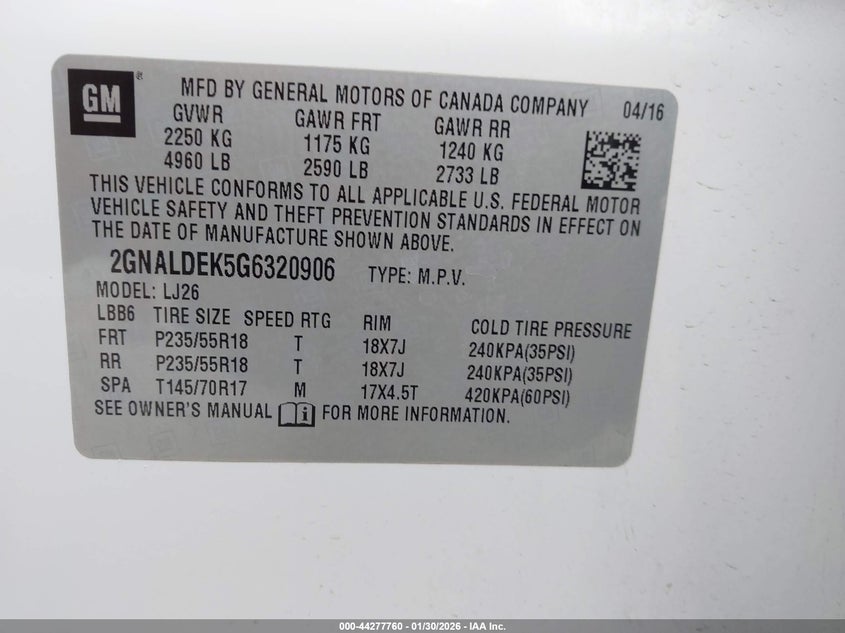 GM ® MFD BY GENERAL MOTORS OF CANADA COMPANY 04/16
GVWR GAWR FRT GAWR RR
2250 KG 1175 KG 1240 KG
4960 LB 2590 LB 2733 LB
THIS VEHICLE CONFORMS TO ALL APPLICABLE U.S. FEDERAL MOTOR
VEHICLE SAFETY AND THEFT PREVENTION STANDARDS IN EFFECT ON
THE DATE OF MANUFACTURE SHOWN ABOVE.
2GNALDEK5G6320906 TYPE: M.P.V.
MODEL: LJ26
LBB6 TIRE SIZE SPEED RTG RIM COLD TIRE PRESSURE
FRT P235/55R18 T 18X7J 240KPA(35PSI)
RR P235/55R18 T 18X7J 240KPA(35PSI)
SPA T145/70R17 M 17X4.5T 420KPA(60PSI)
SEE OWNER'S MANUAL i FOR MORE INFORMATION.
000-44277760 - 01/30/2026 - IAA Inc.